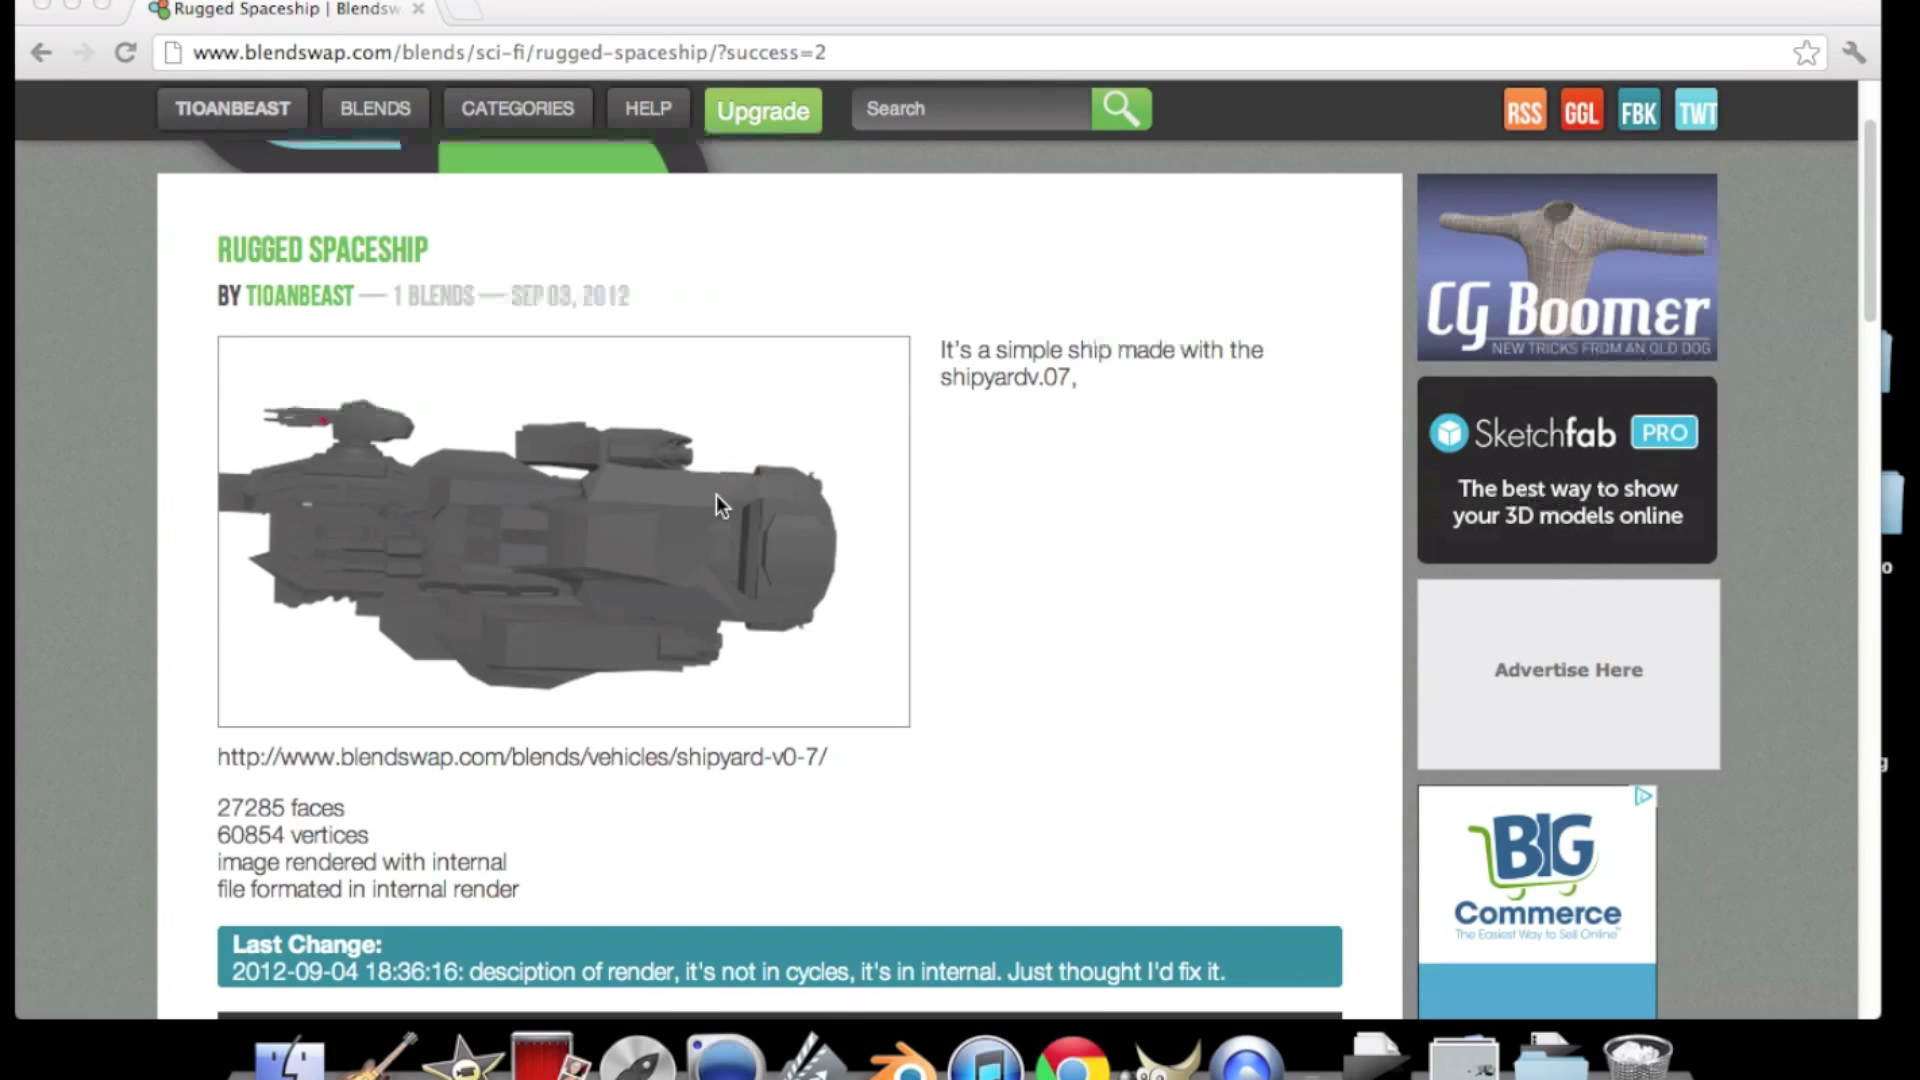 Rugged Spaceship | Blendsw
www.blendswap.com/blends/sci-fi/rugged-spaceship/?success=2
TIOANBEAST BLENDS CATEGORIES HELP Upgrade Search RSS GGL FBK TWT
RUGGED SPACESHIP
BY TIOANBEAST — 1 BLENDS — SEP 03, 2012
It's a simple ship made with the
shipyardv.07,
http://www.blendswap.com/blends/vehicles/shipyard-v0-7/
27285 faces
60854 vertices
image rendered with internal
file formated in internal render
Last Change:
2012-09-04 18:36:16: desciption of render, it's not in cycles, it's in internal. Just thought I'd fix it.
CG Boomer
NEW TRICKS FROM AN OLD DOG
Sketchfab PRO
The best way to show
your 3D models online
Advertise Here
BIG
Commerce
The Easiest Way to Sell Online
o
g